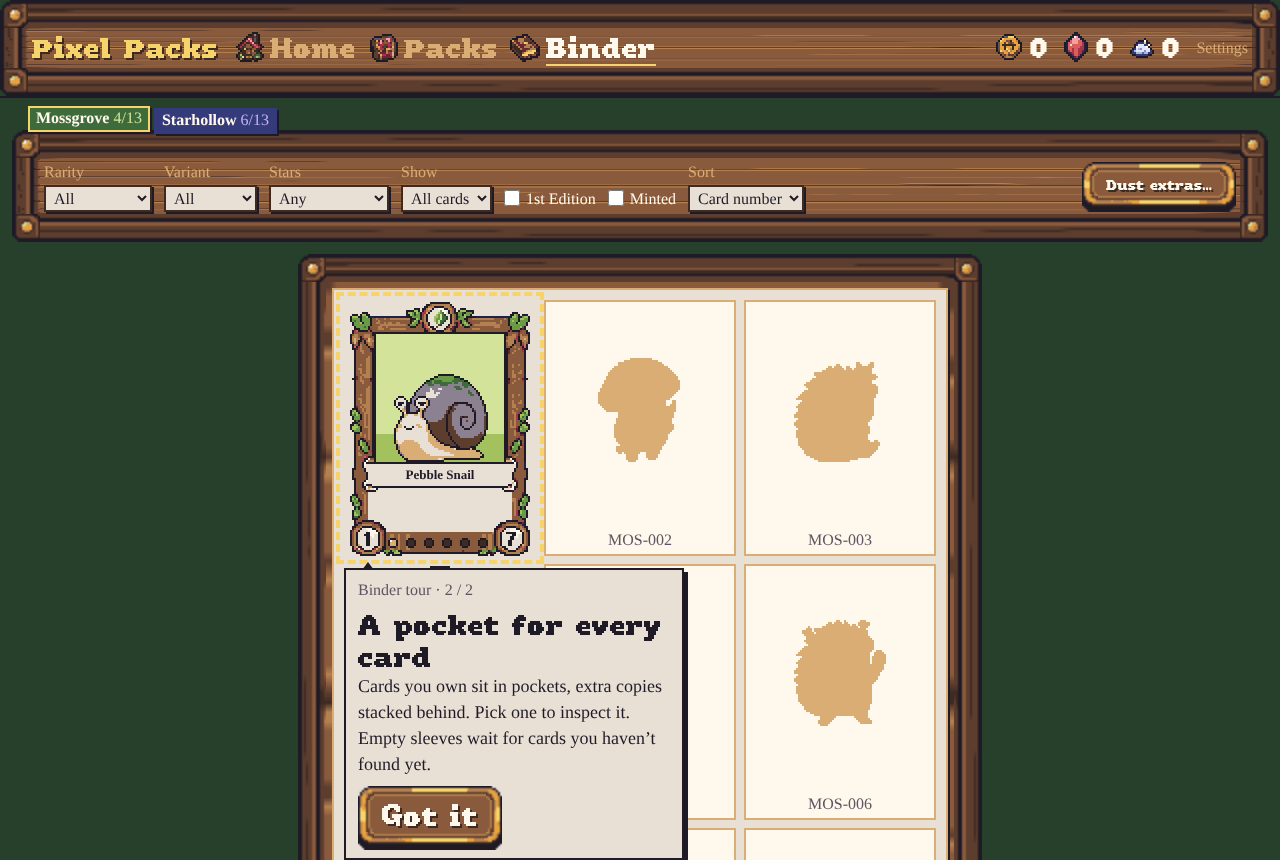 Pixel Packs Home Packs Binder 0 0 0 Settings
Mossgrove 4/13 Starhollow 6/13
Rarity Variant Stars Show Sort
All All Any All cards 1st Edition Minted Card number Dust extras…
Pebble Snail
1 7
MOS-002 MOS-003
Binder tour · 2 / 2
A pocket for every
card
Cards you own sit in pockets, extra copies
stacked behind. Pick one to inspect it.
Empty sleeves wait for cards you haven’t
found yet.
Got it
MOS-006